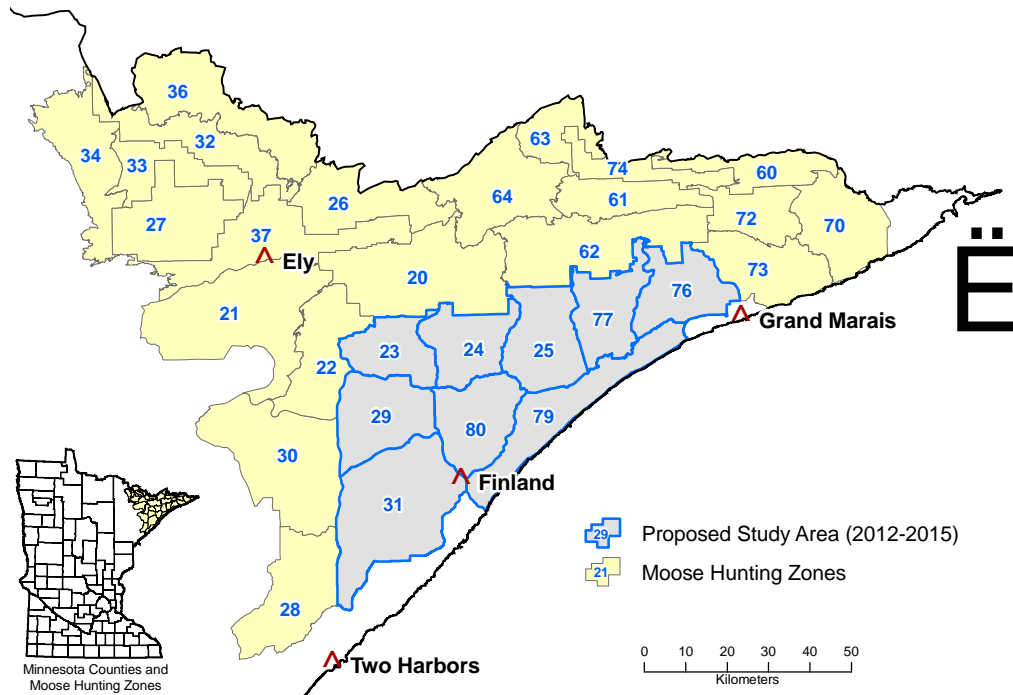 36
63
34
32
33
74
60
26
64
61
27
72
70
37
Ely
62
73
20
76
Ë
21
77
Grand Marais
23
24
25
22
29
79
80
30
Finland
31
29 Proposed Study Area (2012-2015)
21 Moose Hunting Zones
28
Two Harbors
Minnesota Counties and
Moose Hunting Zones
0 10 20 30 40 50
Kilometers